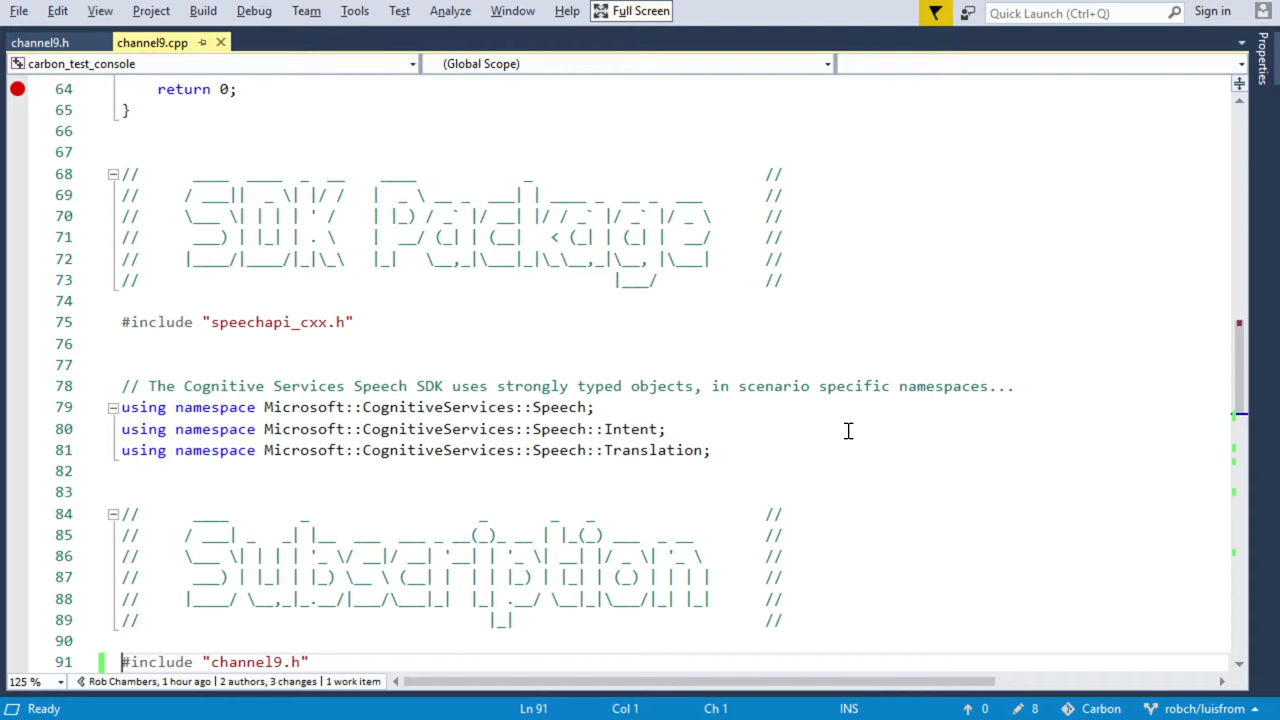 File Edit View Project Build Debug Team Tools Test Analyze Window Help Full Screen Quick Launch (Ctrl+Q) Sign in
channel9.h channel9.cpp
carbon_test_console (Global Scope)
Properties
64 return 0;
65 }
66
67
68 // //
69 // //
70 // SDK Package //
71 // //
72 // //
73 // //
74
75 #include "speechapi_cxx.h"
76
77
78 // The Cognitive Services Speech SDK uses strongly typed objects, in scenario specific namespaces...
79 using namespace Microsoft::CognitiveServices::Speech;
80 using namespace Microsoft::CognitiveServices::Speech::Intent;
81 using namespace Microsoft::CognitiveServices::Speech::Translation;
82
83
84 // //
85 // //
86 // Subscription //
87 // //
88 // //
89 // //
90
91 #include "channel9.h"
125 % Rob Chambers, 1 hour ago | 2 authors, 3 changes | 1 work item
Ready Ln 91 Col 1 Ch 1 INS 0 8 Carbon robch/luisfrom